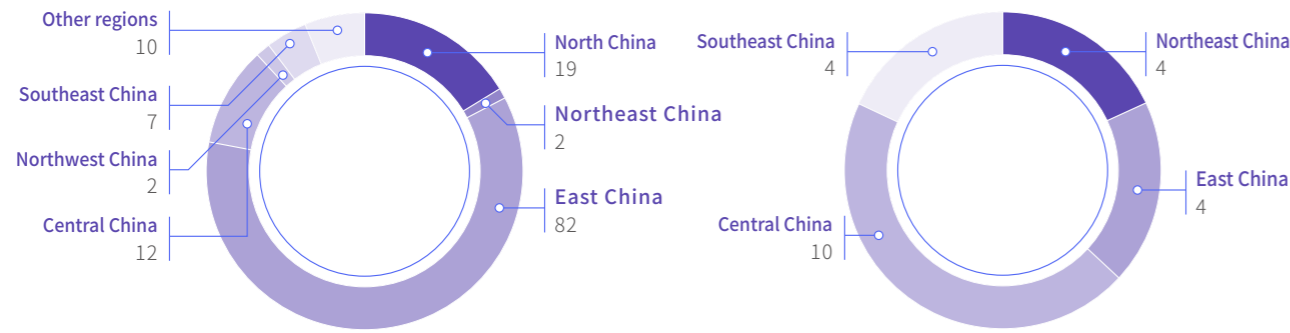 Other regions
10
Southeast China
7
Northwest China
2
Central China
12
North China
19
Northeast China
2
East China
82
Southeast China
4
Central China
10
Northeast China
4
East China
4